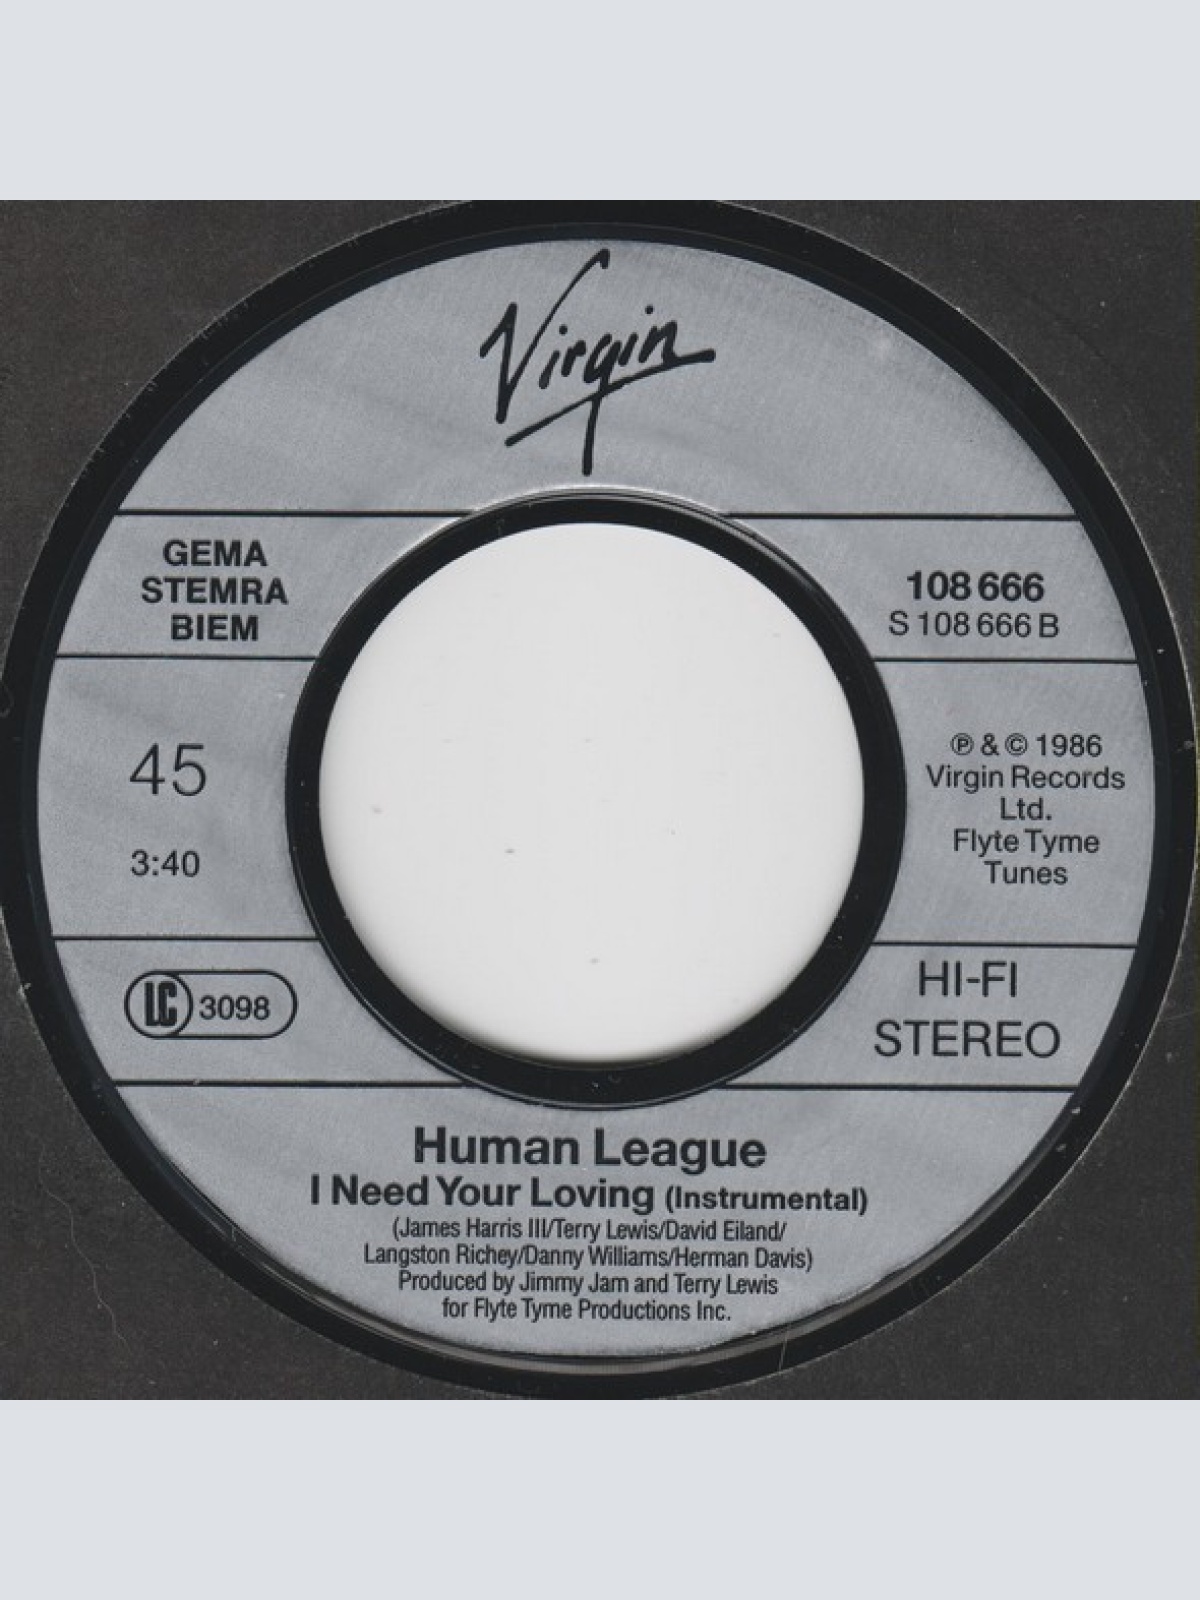 Virgin
GEMA
STEMRA
BIEM
108 666
S 108 666 B
45
3:40
℗ & © 1986
Virgin Records
Ltd.
Flyte Tyme
Tunes
LC 3098
HI-FI
STEREO
Human League
I Need Your Loving (Instrumental)
(James Harris III/Terry Lewis/David Eiland/
Langston Richey/Danny Williams/Herman Davis)
Produced by Jimmy Jam and Terry Lewis
for Flyte Tyme Productions Inc.